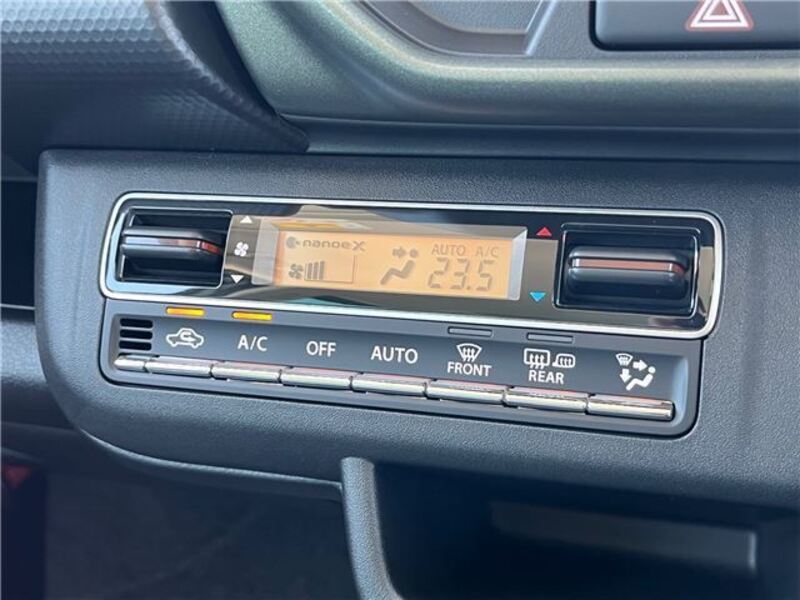 nanoeX
AUTO A/C
23.5
A/C OFF AUTO FRONT REAR